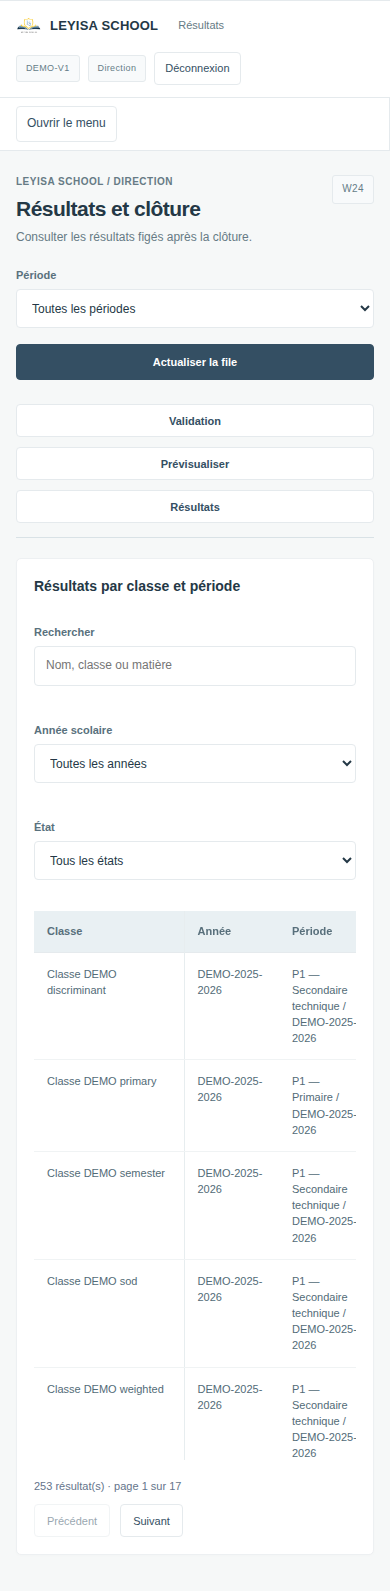 LEYISA SCHOOL
Résultats
DEMO-V1
Direction
Déconnexion
Ouvrir le menu
LEYISA SCHOOL / DIRECTION
W24
Résultats et clôture
Consulter les résultats figés après la clôture.
Période
Toutes les périodes
Actualiser la file
Validation
Prévisualiser
Résultats
Résultats par classe et période
Rechercher
Nom, classe ou matière
Année scolaire
Toutes les années
État
Tous les états
Classe Année Période
Classe DEMO DEMO-2025- P1 —
discriminant 2026 Secondaire
technique /
DEMO-2025-
2026
Classe DEMO primary DEMO-2025- P1 —
2026 Primaire /
DEMO-2025-
2026
Classe DEMO semester DEMO-2025- P1 —
2026 Secondaire
technique /
DEMO-2025-
2026
Classe DEMO sod DEMO-2025- P1 —
2026 Secondaire
technique /
DEMO-2025-
2026
Classe DEMO weighted DEMO-2025- P1 —
2026 Secondaire
technique /
DEMO-2025-
2026
253 résultat(s) · page 1 sur 17
Précédent
Suivant